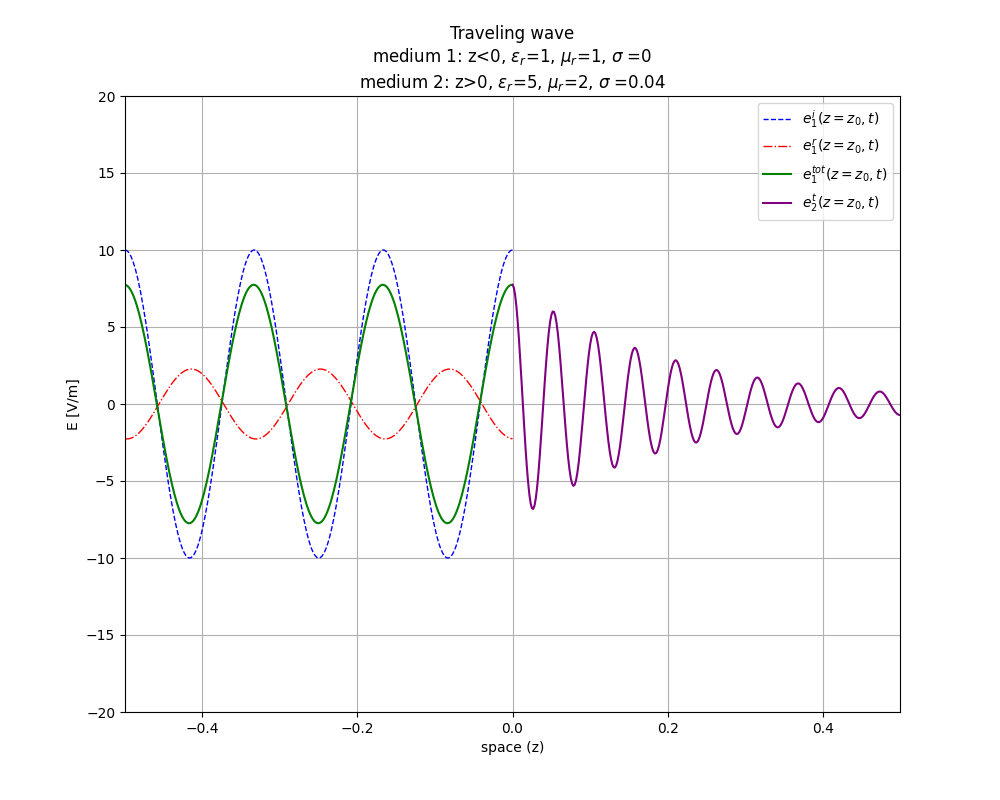 Traveling wave
medium 1: z<0, εᵣ=1, μᵣ=1, σ =0
medium 2: z>0, εᵣ=5, μᵣ=2, σ =0.04
e₁ⁱ(z = z₀, t)
e₁ʳ(z = z₀, t)
e₁ᵗᵒᵗ(z = z₀, t)
e₂ᵗ(z = z₀, t)
20
15
10
5
0
−5
−10
−15
−20
E [V/m]
−0.4 −0.2 0.0 0.2 0.4
space (z)